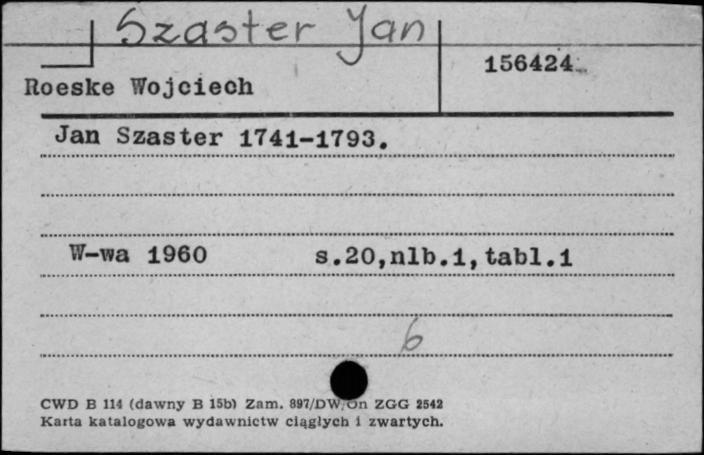 Szaster Jan
156424
Roeske Wojciech
Jan Szaster 1741-1793.
W-wa 1960 s.20,nlb.1,tabl.1
6
CWD B 114 (dawny B 15b) Zam. 897/DW/On ZGG 2542
Karta katalogowa wydawnictw ciągłych i zwartych.